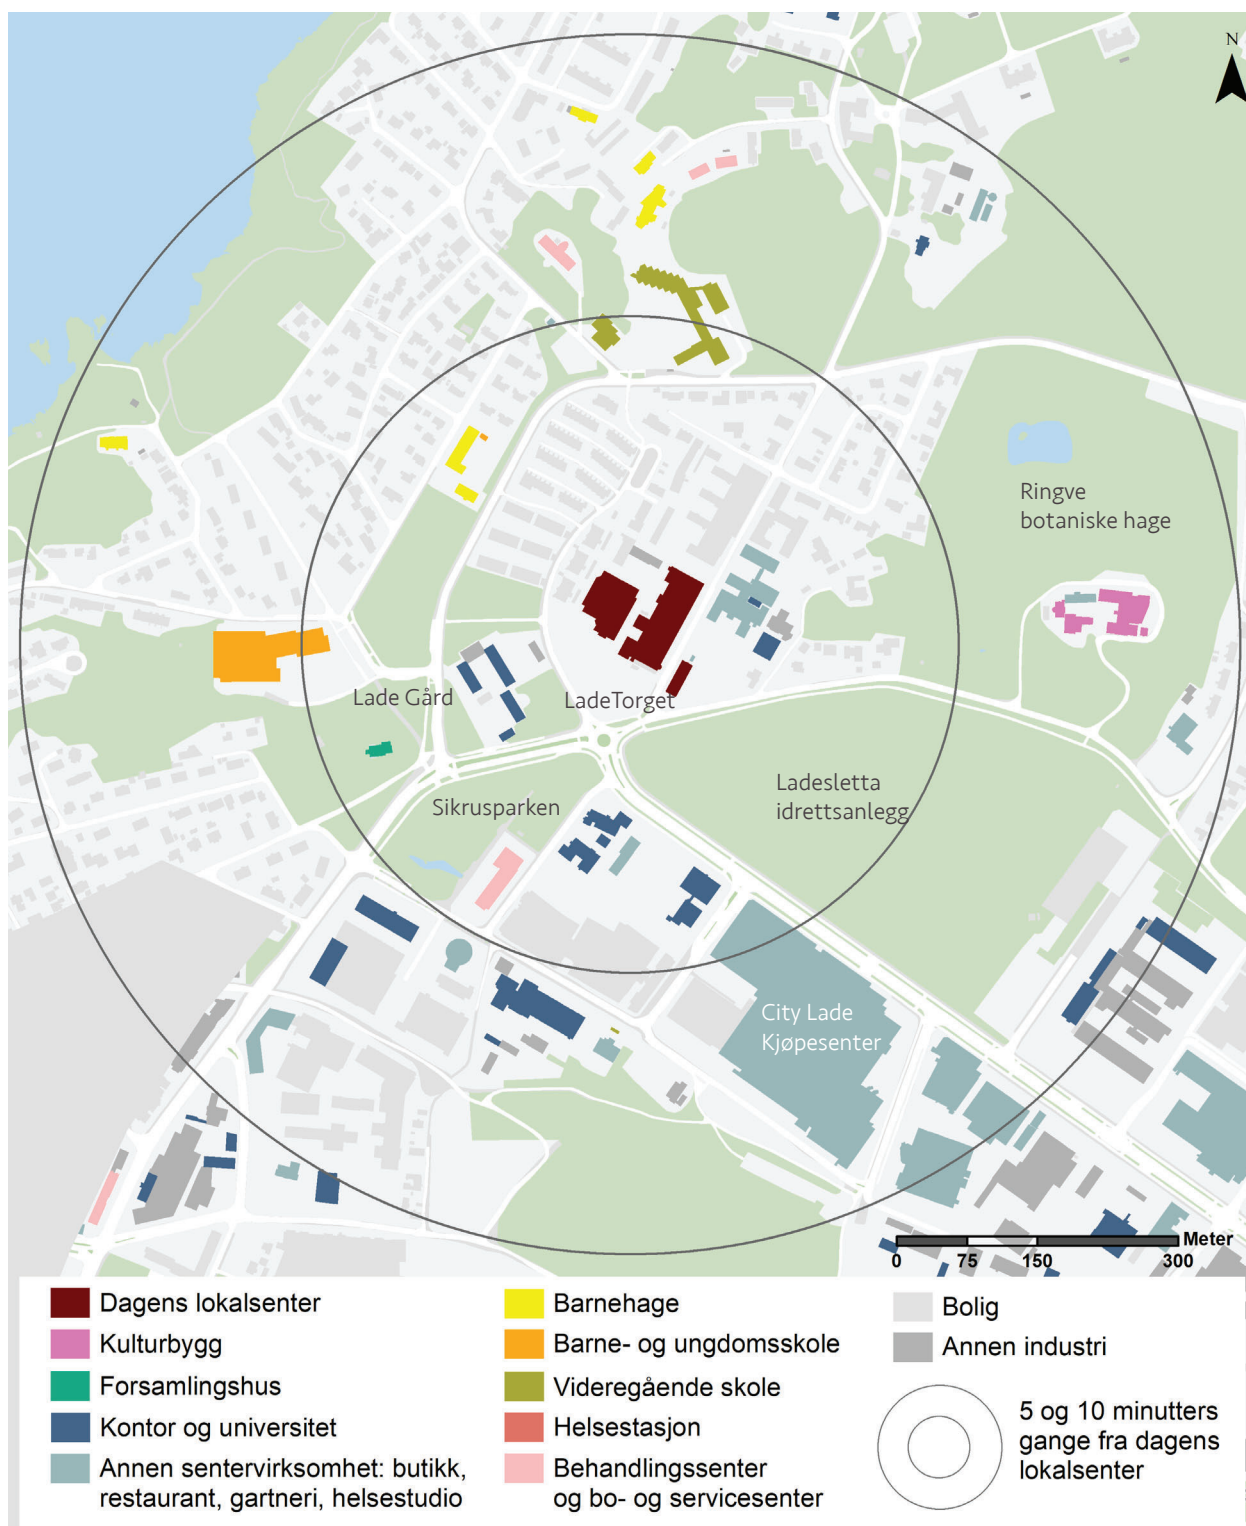 N
Ringve
botaniske hage
Lade Gård
LadeTorget
Sikrusparken
Ladesletta
idrettsanlegg
City Lade
Kjøpesenter
Meter
0 75 150 300
Dagens lokalsenter
Kulturbygg
Forsamlingshus
Kontor og universitet
Annen sentervirksomhet: butikk,
restaurant, gartneri, helsestudio
Barnehage
Barne- og ungdomsskole
Videregående skole
Helsestasjon
Behandlingssenter
og bo- og servicesenter
Bolig
Annen industri
5 og 10 minutters
gange fra dagens
lokalsenter